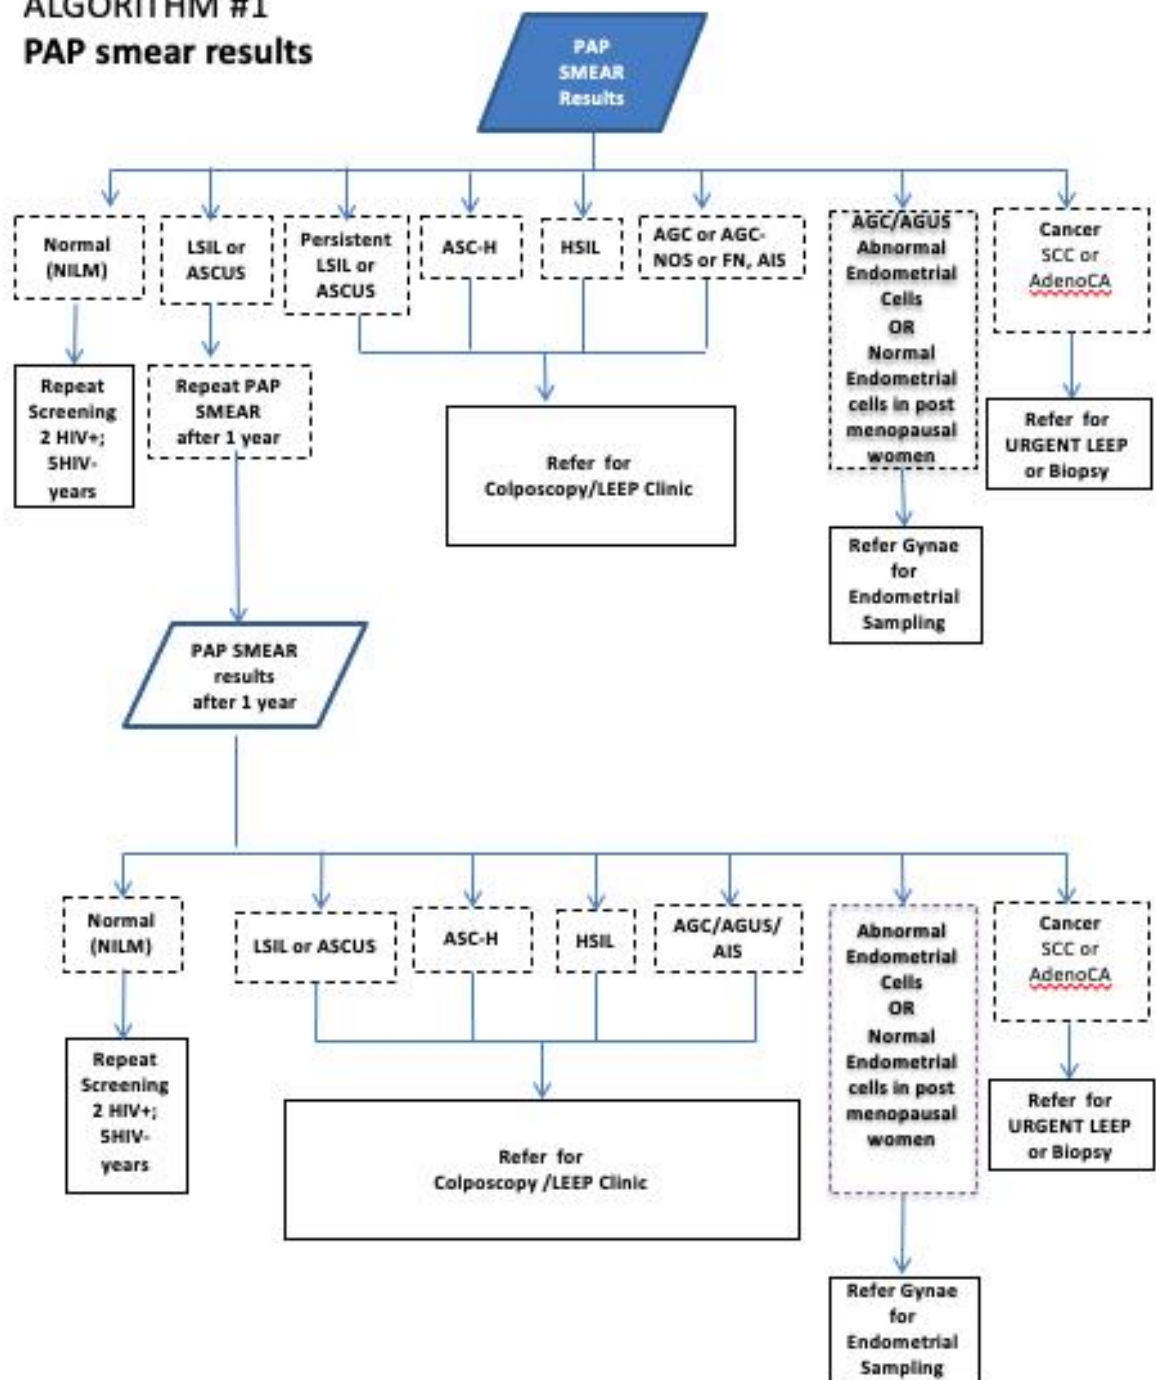 ALGORITHM #1
PAP smear results
PAP
SMEAR
Results
Normal
(NILM)
LSIL or
ASCUS
Persistent
LSIL or
ASCUS
ASC-H
HSIL
AGC or AGC-
NOS or FN, AIS
AGC/AGUS
Abnormal
Endometrial
Cells
OR
Normal
Endometrial
cells in post
menopausal
women
Cancer
SCC or
AdenoCA
Repeat
Screening
2 HIV+;
5HIV-
years
Repeat PAP
SMEAR
after 1 year
Refer for
Colposcopy/LEEP Clinic
Refer for
URGENT LEEP
or Biopsy
Refer Gynae
for
Endometrial
Sampling
PAP SMEAR
results
after 1 year
Normal
(NILM)
LSIL or ASCUS
ASC-H
HSIL
AGC/AGUS/
AIS
Abnormal
Endometrial
Cells
OR
Normal
Endometrial
cells in post
menopausal
women
Cancer
SCC or
AdenoCA
Repeat
Screening
2 HIV+;
5HIV-
years
Refer for
Colposcopy /LEEP Clinic
Refer for
URGENT LEEP
or Biopsy
Refer Gynae
for
Endometrial
Sampling